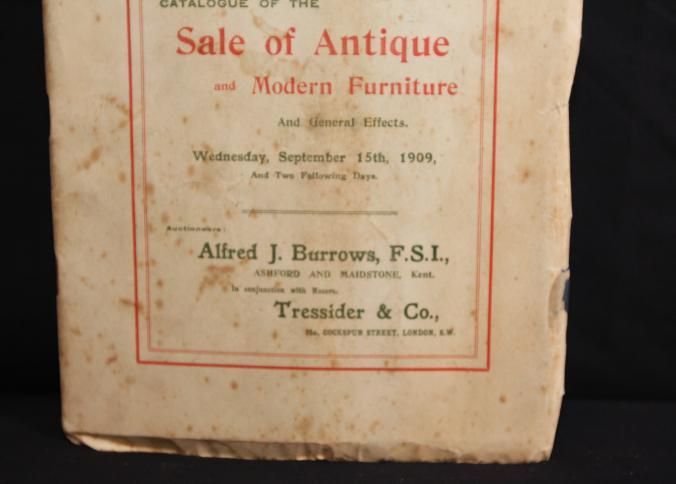 CATALOGUE OF THE
Sale of Antique
and Modern Furniture
And General Effects.
Wednesday, September 15th, 1909,
And Two Following Days.
Auctioneers:
Alfred J. Burrows, F.S.I.,
ASHFORD AND MAIDSTONE, Kent.
In conjunction with Messrs.
Tressider & Co.,
COCKSPUR STREET, LONDON, S.W.